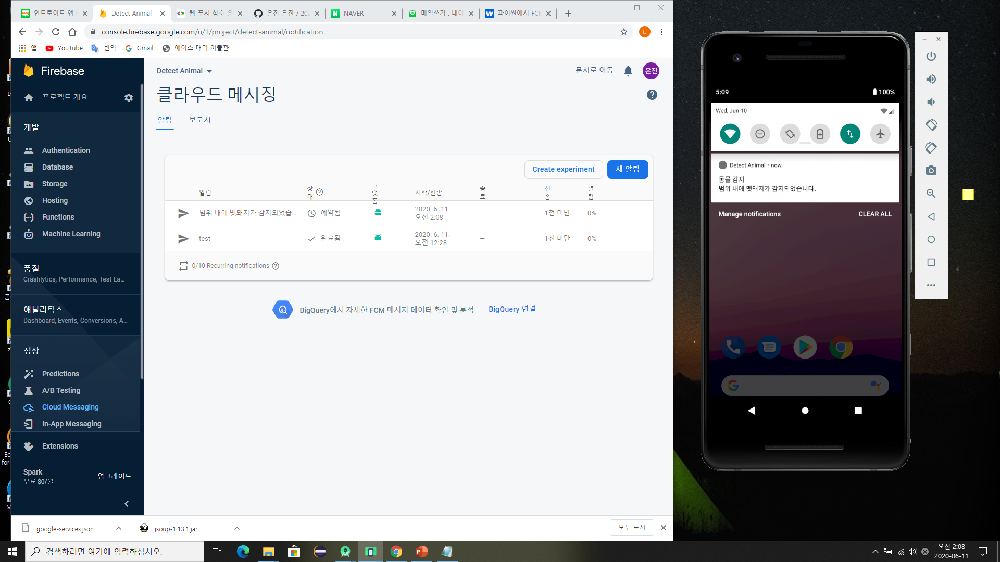 안드로이드 앱
Detect Animal
웹 푸시 상호 운
은진 은진 / 202
NAVER
메일쓰기 : 네이
파이썬에서 FCM
console.firebase.google.com/u/1/project/detect-animal/notification
L
앱
YouTube
번역
Gmail
에이스 대리 어플관...
Firebase
프로젝트 개요
개발
Authentication
Database
Storage
Hosting
Functions
Machine Learning
품질
Crashlytics, Performance, Test La...
애널리틱스
Dashboard, Events, Conversions, A...
성장
Predictions
A/B Testing
Cloud Messaging
In-App Messaging
Extensions
Spark
무료 $0/월
업그레이드
Detect Animal
문서로 이동
은진
클라우드 메시징
알림
보고서
Create experiment
새 알림
알림
상태
랫폼
시작/전송
종료
전송
열림
범위 내에 멧돼지가 감지되었습...
예약됨
2020. 6. 11.
오전 2:08
–
1천 미만
0%
test
완료됨
2020. 6. 11.
오전 12:28
–
1천 미만
0%
0/10 Recurring notifications
BigQuery에서 자세한 FCM 메시지 데이터 확인 및 분석
BigQuery 연결
google-services.json
JAR
jsoup-1.13.1.jar
모두 표시
5:09
100%
Wed, Jun 10
Detect Animal • now
동물 감지
범위 내에 멧돼지가 감지되었습니다.
Manage notifications
CLEAR ALL
Ec
for
검색하려면 여기에 입력하십시오.
오전 2:08
2020-06-11